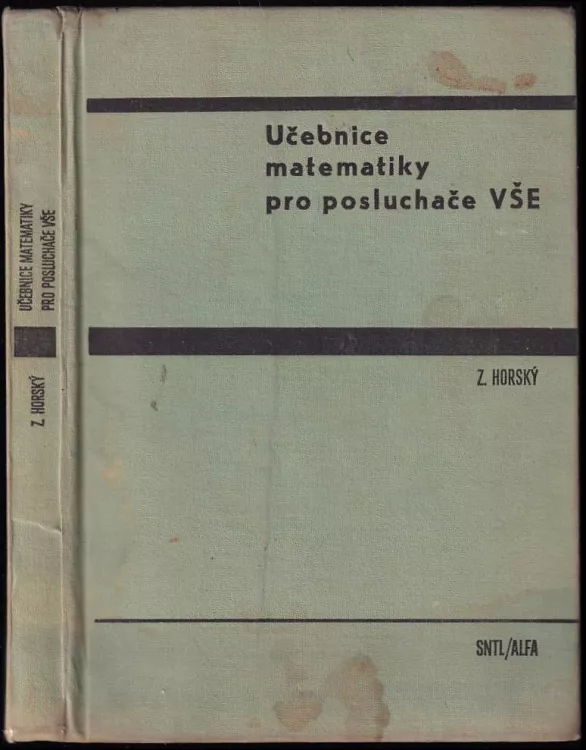 UČEBNICE MATEMATIKY
PRO POSLUCHAČE VŠE
Z. HORSKÝ
Učebnice
matematiky
pro posluchače VŠE
Z. HORSKÝ
SNTL/ALFA